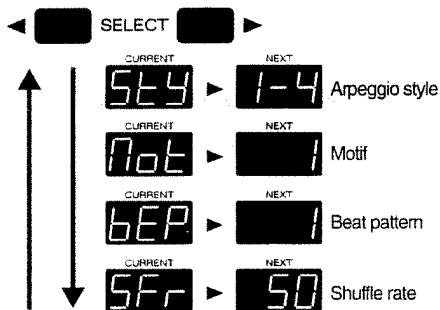 ◄ SELECT ►
CURRENT NEXT
StY ► 1-4 Arpeggio style
CURRENT NEXT
Mot ► 1 Motif
CURRENT NEXT
bEP ► 1 Beat pattern
CURRENT NEXT
SFr ► 50 Shuffle rate